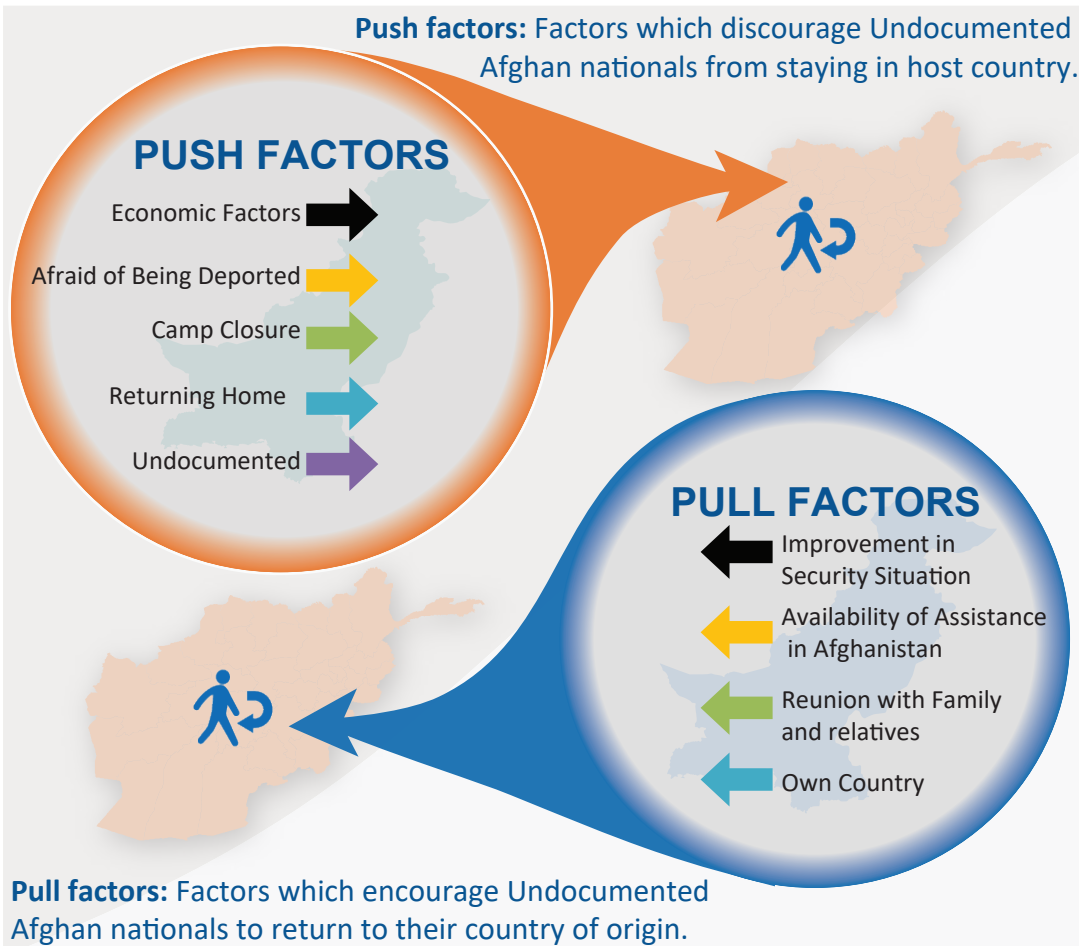 Push factors: Factors which discourage Undocumented
Afghan nationals from staying in host country.
PUSH FACTORS
Economic Factors
Afraid of Being Deported
Camp Closure
Returning Home
Undocumented
PULL FACTORS
Improvement in
Security Situation
Availability of Assistance
in Afghanistan
Reunion with Family
and relatives
Own Country
Pull factors: Factors which encourage Undocumented
Afghan nationals to return to their country of origin.